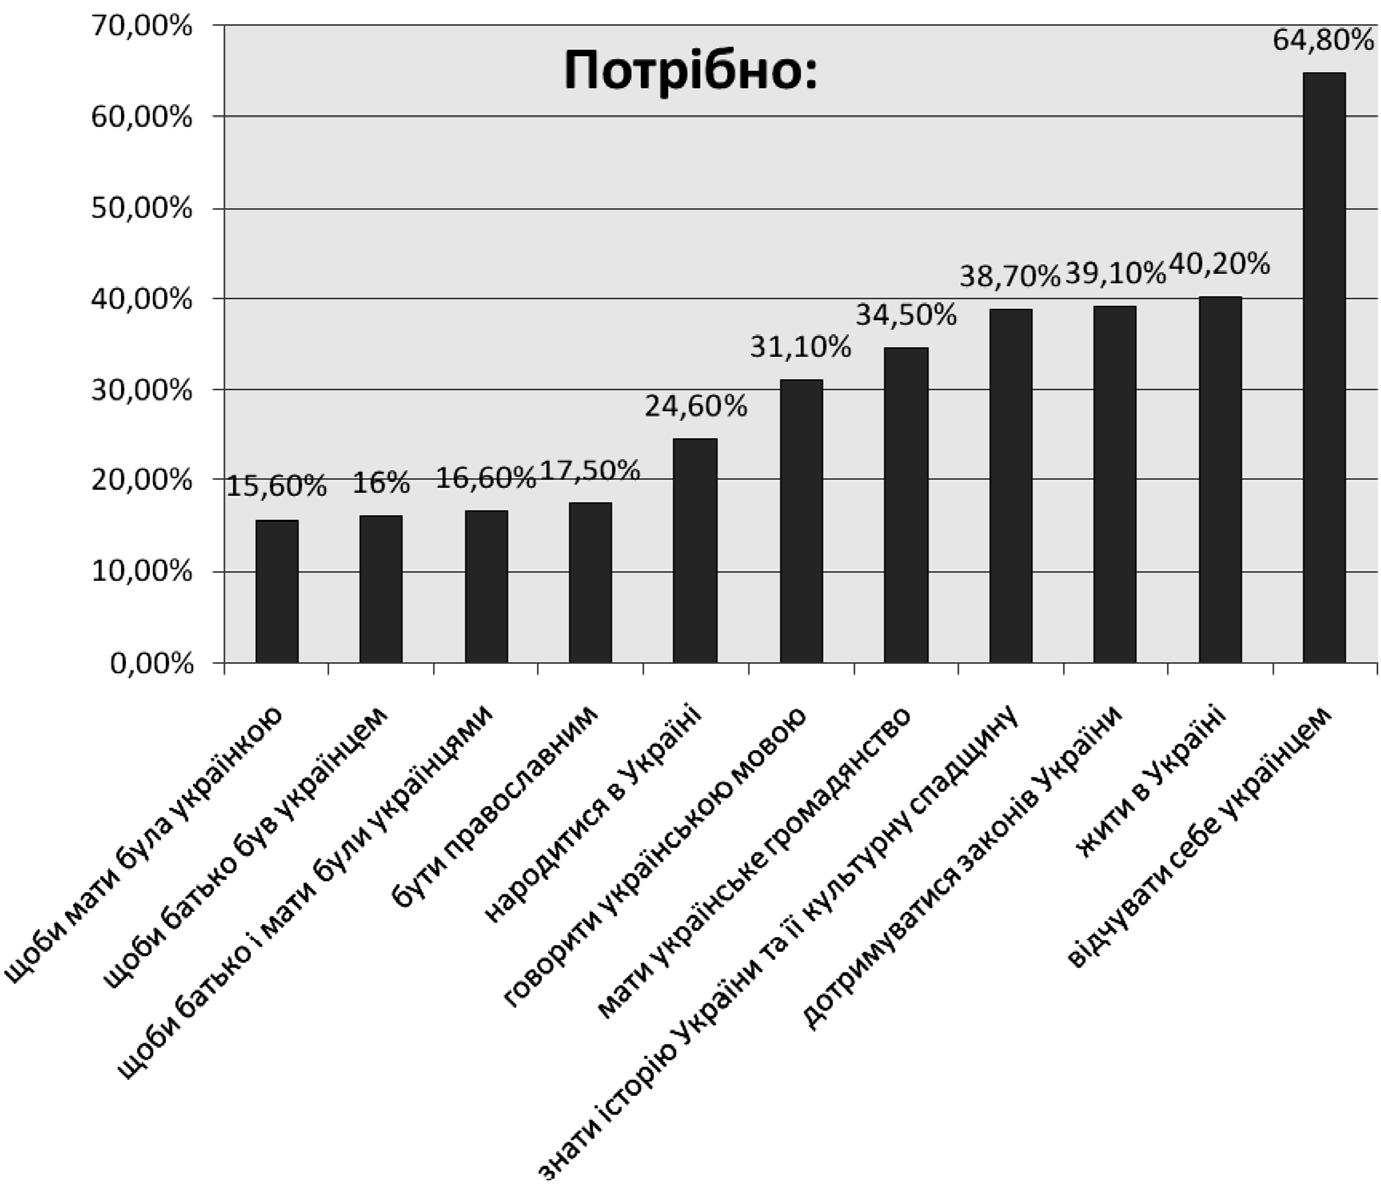 Потрібно:
70,00%
60,00%
50,00%
40,00%
30,00%
20,00%
10,00%
0,00%
15,60%
16%
16,60%
17,50%
24,60%
31,10%
34,50%
38,70%
39,10%
40,20%
64,80%
щоби мати була українкою
щоби батько був українцем
щоби батько і мати були українцями
бути православним
народитися в Україні
говорити українською мовою
мати українське громадянство
знати історію України та її культурну спадщину
дотримуватися законів України
жити в Україні
відчувати себе українцем